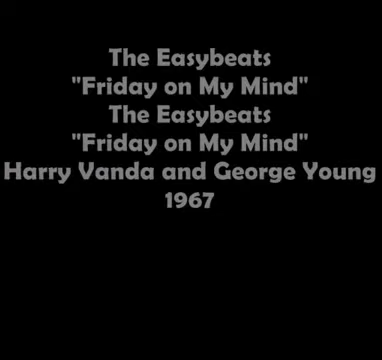 The Easybeats
"Friday on My Mind"
The Easybeats
"Friday on My Mind"
Harry Vanda and George Young
1967